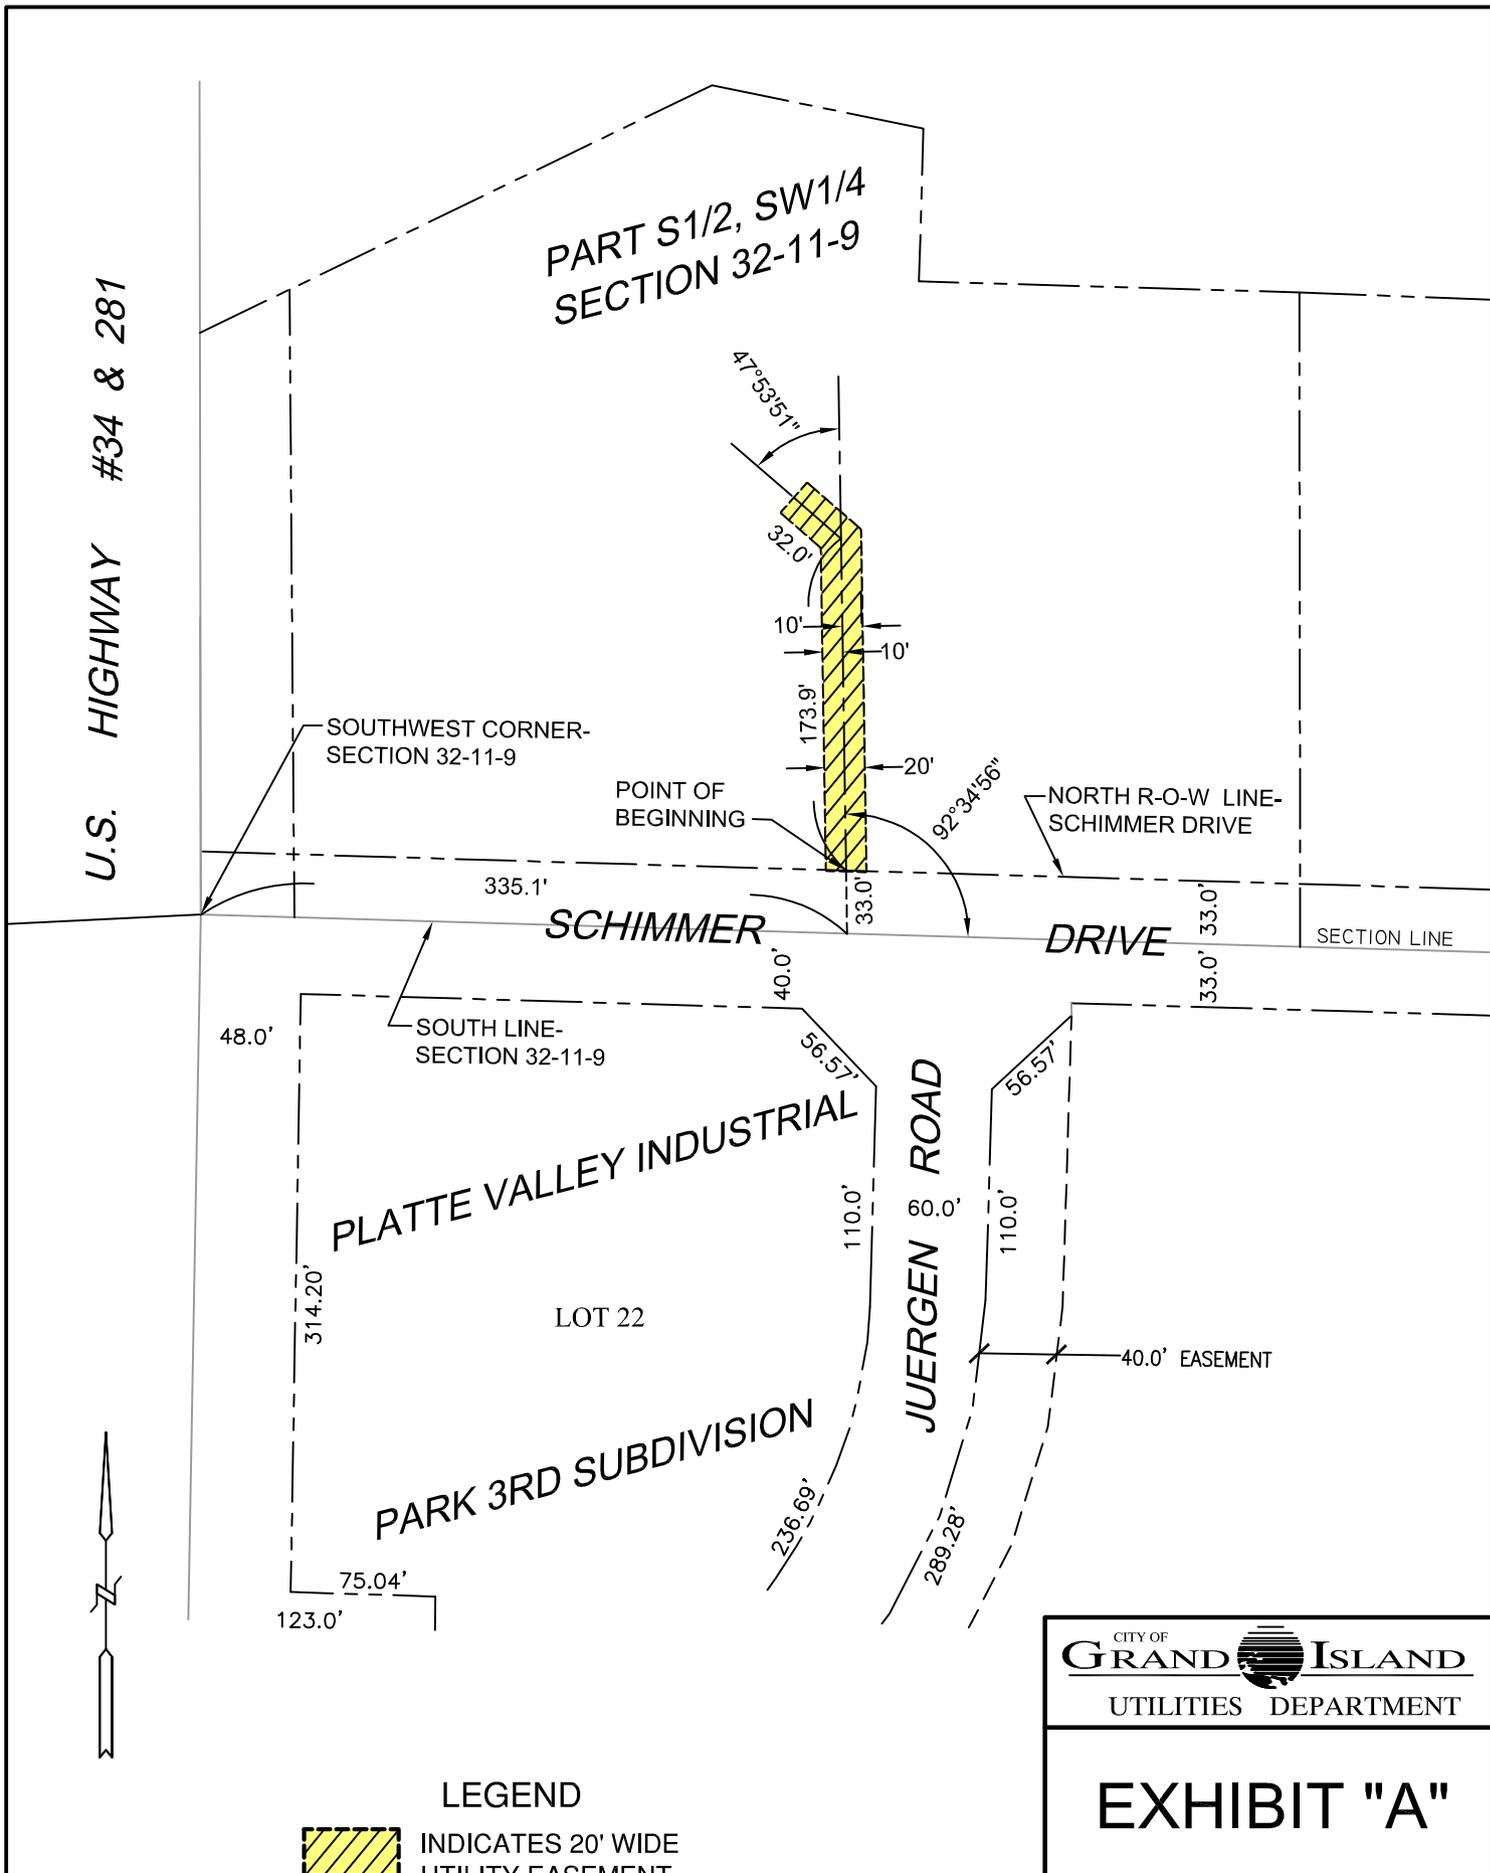 PART S1/2, SW1/4
SECTION 32-11-9
U.S. HIGHWAY #34 & 281
47°53'51"
32.0'
10'
10'
173.9'
20'
SOUTHWEST CORNER-
SECTION 32-11-9
POINT OF
BEGINNING
92°34'56"
NORTH R-O-W LINE-
SCHIMMER DRIVE
335.1'
33.0'
33.0'
SCHIMMER DRIVE
SECTION LINE
40.0'
33.0'
48.0'
SOUTH LINE-
SECTION 32-11-9
56.57'
56.57'
PLATTE VALLEY INDUSTRIAL
JUERGEN ROAD
110.0'
60.0'
110.0'
314.20'
LOT 22
40.0' EASEMENT
PARK 3RD SUBDIVISION
236.69'
289.28'
75.04'
123.0'
CITY OF
GRAND ISLAND
UTILITIES DEPARTMENT
EXHIBIT "A"
LEGEND
INDICATES 20' WIDE
UTILITY EASEMENT